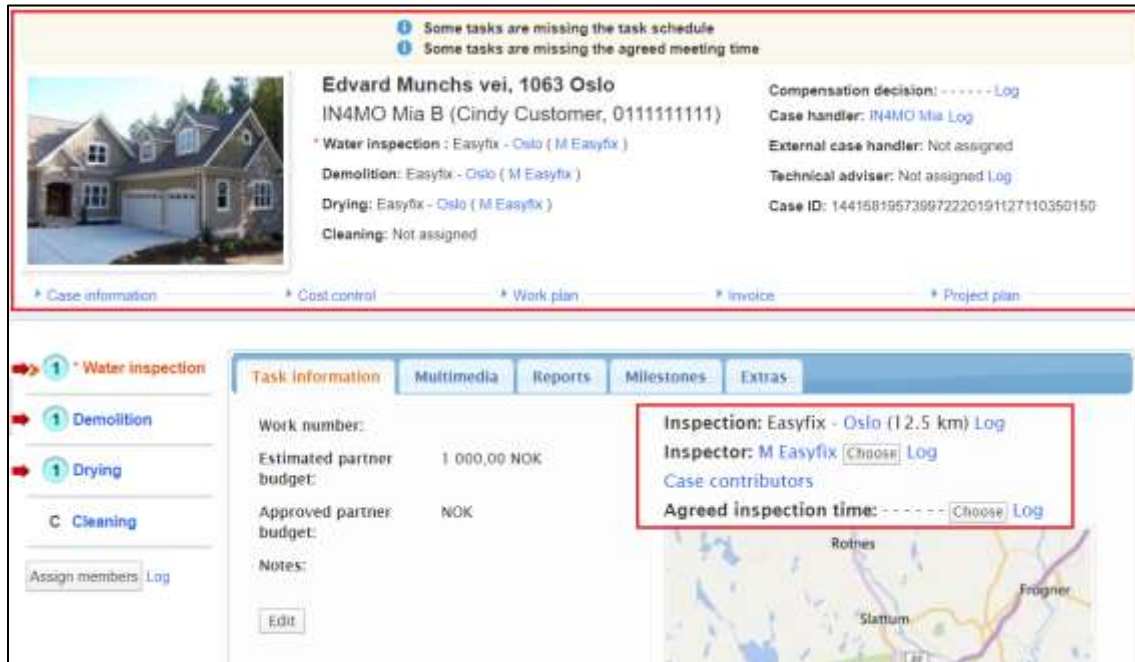 Some tasks are missing the task schedule
Some tasks are missing the agreed meeting time
Edvard Munchs vei, 1063 Oslo
IN4MO Mia B (Cindy Customer, 0111111111)
* Water inspection : Easyfix - Oslo ( M Easyfix )
Demolition: Easyfix - Oslo ( M Easyfix )
Drying: Easyfix - Oslo ( M Easyfix )
Cleaning: Not assigned
Compensation decision: - - - - - - Log
Case handler: IN4MO Mia Log
External case handler: Not assigned
Technical adviser: Not assigned Log
Case ID: 14416819573997222019112711035​0150
Case information
Cost control
Work plan
Invoice
Project plan
1 * Water inspection
1 Demolition
1 Drying
C Cleaning
Assign members Log
Task information Multimedia Reports Milestones Extras
Work number:
Estimated partner budget: 1 000,00 NOK
Approved partner budget: NOK
Notes:
Edit
Inspection: Easyfix - Oslo (12.5 km) Log
Inspector: M Easyfix Choose Log
Case contributors
Agreed inspection time: - - - - - - Choose Log
Rotnes
Frogner
Slattum